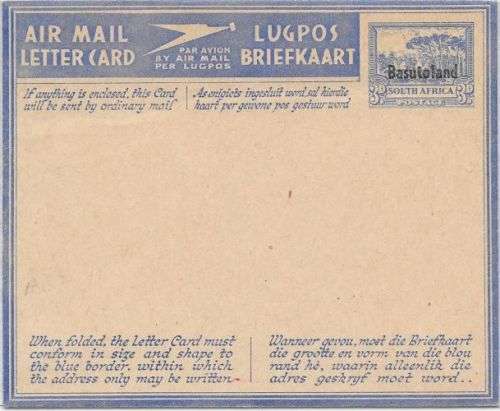 AIR MAIL
LETTER CARD
PAR AVION
BY AIR MAIL
PER LUGPOS
LUGPOS
BRIEFKAART
Basutoland
SOUTH AFRICA
3D 3D
POSTAGE
If anything is enclosed, this Card
will be sent by ordinary mail
As enigiets ingesluit word, sal hierdie
kaart per gewone pos gestuur word
When folded, the Letter Card must
conform in size and shape to
the blue border, within which
the address only may be written.
Wanneer gevou, moet die Briefkaart
die grootte en vorm van die blou
rand hê, waarin alleenlik die
adres geskryf moet word..